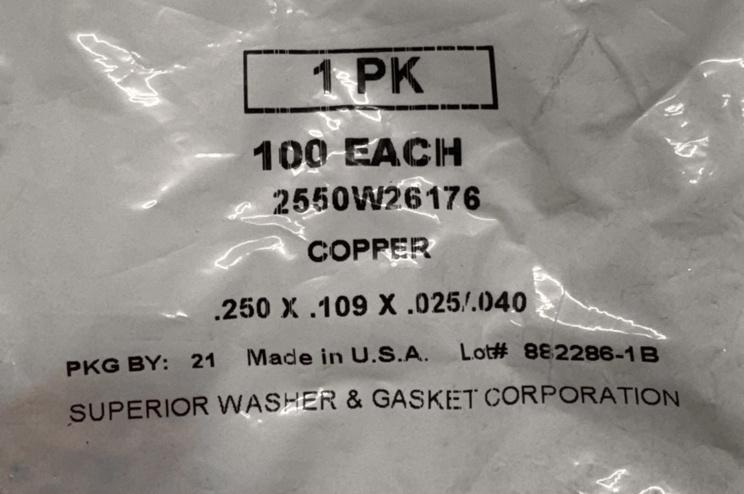 1 PK
100 EACH
2550W26176
COPPER
.250 X .109 X .025/.040
PKG BY: 21 Made in U.S.A. Lot# 882286-1B
SUPERIOR WASHER & GASKET CORPORATION